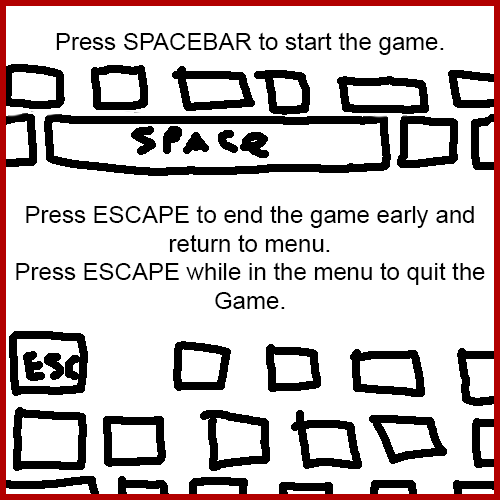 Press SPACEBAR to start the game.
SPACE
Press ESCAPE to end the game early and
return to menu.
Press ESCAPE while in the menu to quit the
Game.
ESC